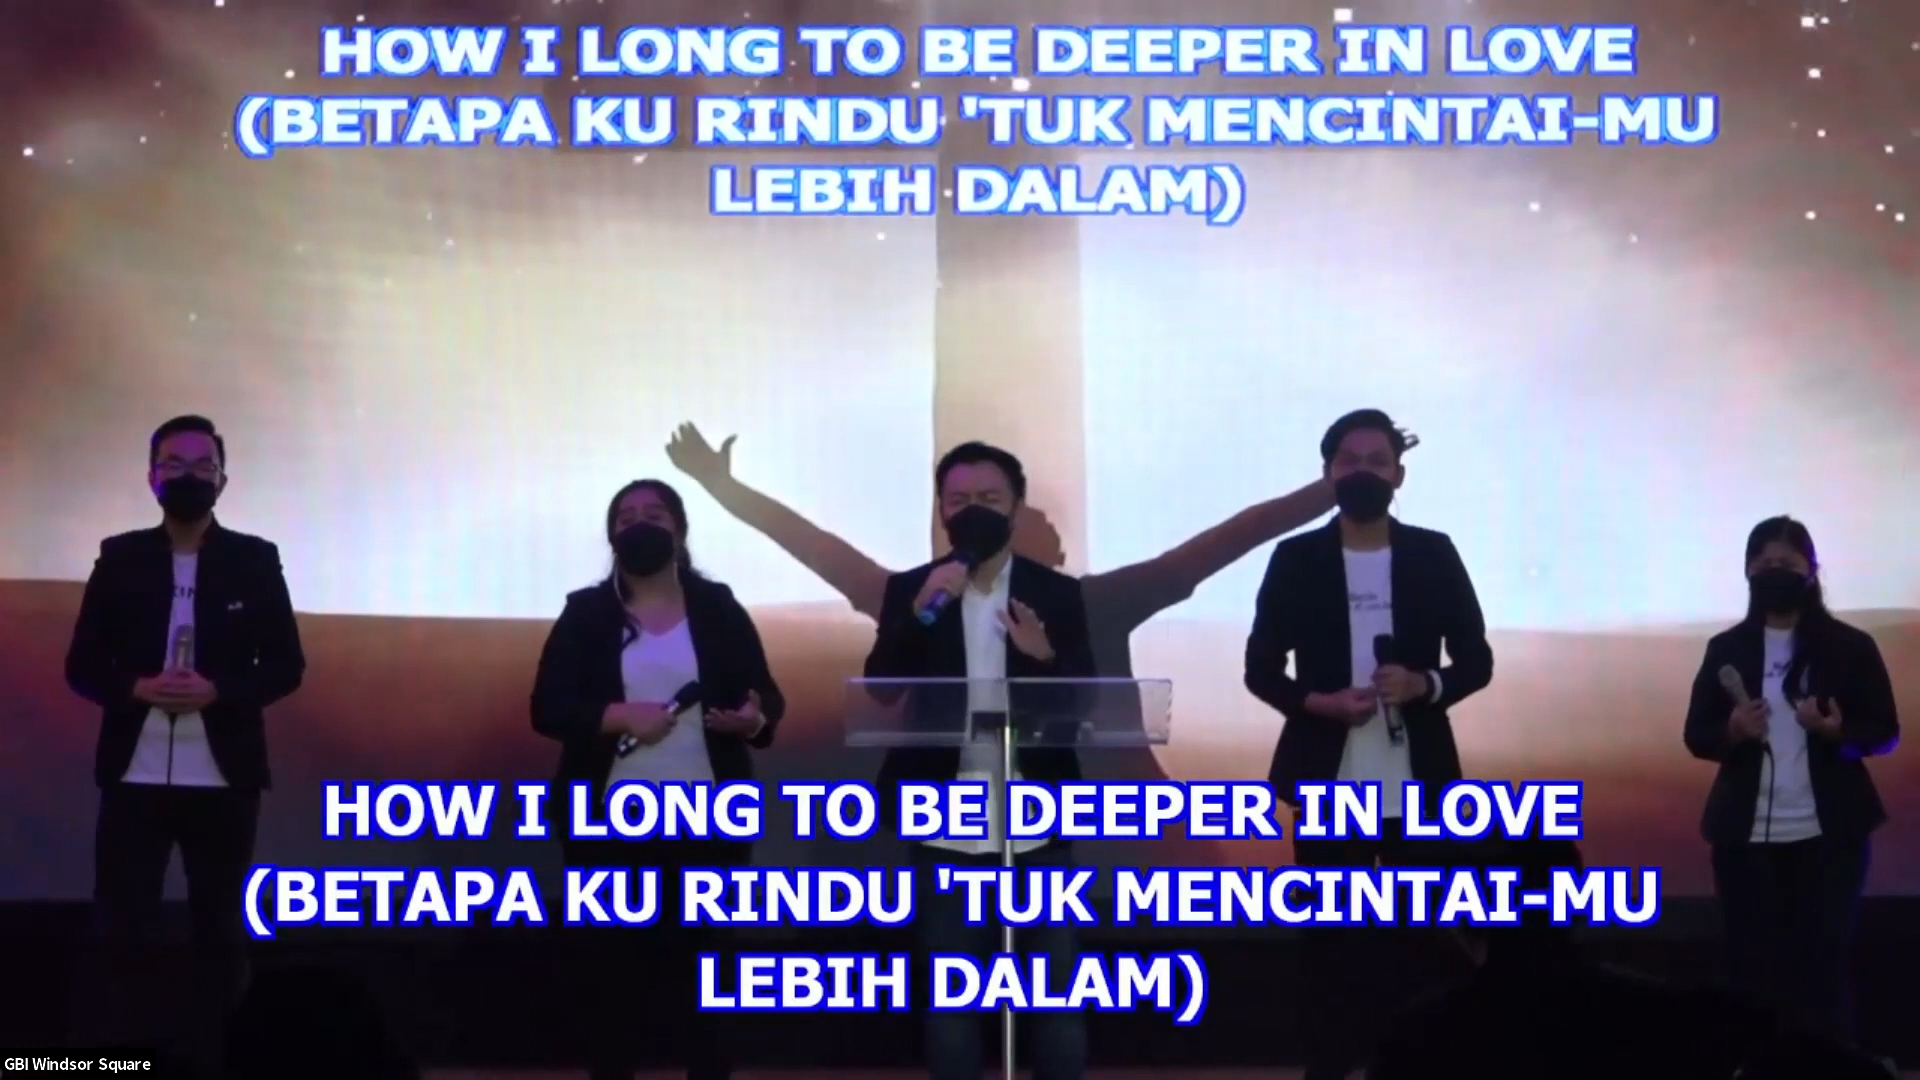 HOW I LONG TO BE DEEPER IN LOVE
(BETAPA KU RINDU 'TUK MENCINTAI-MU
LEBIH DALAM)
HOW I LONG TO BE DEEPER IN LOVE
(BETAPA KU RINDU 'TUK MENCINTAI-MU
LEBIH DALAM)
GBI Windsor Square